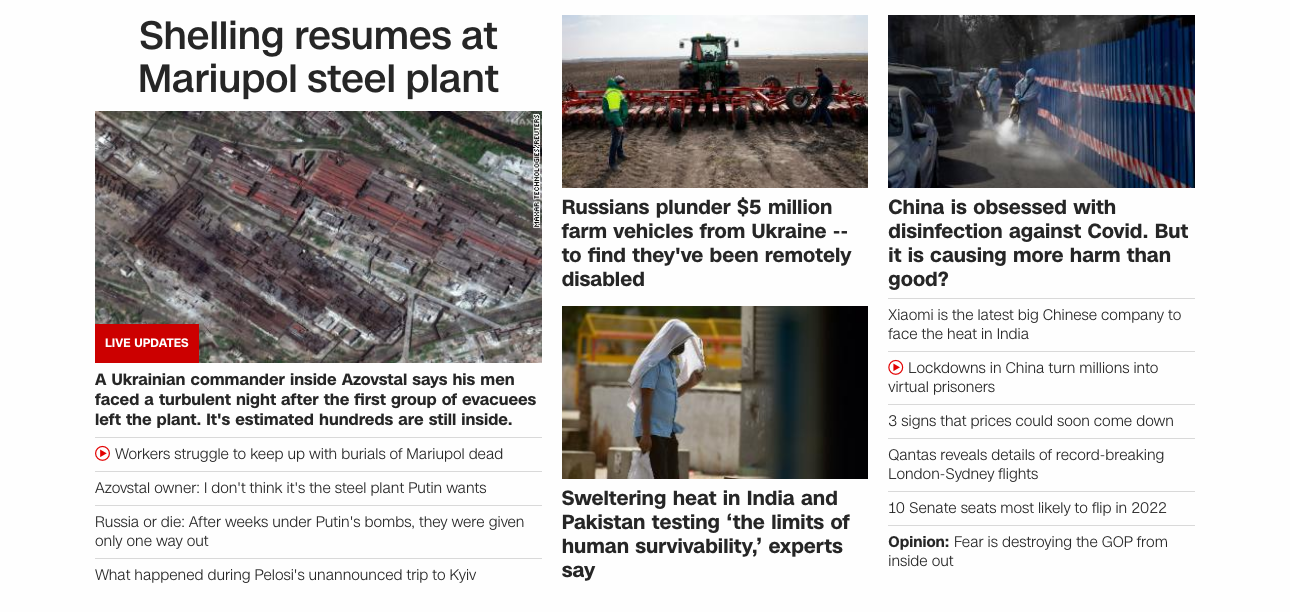 Shelling resumes at
Mariupol steel plant
MAXAR TECHNOLOGIES/REUTERS
LIVE UPDATES
A Ukrainian commander inside Azovstal says his men
faced a turbulent night after the first group of evacuees
left the plant. It's estimated hundreds are still inside.
Workers struggle to keep up with burials of Mariupol dead
Azovstal owner: I don't think it's the steel plant Putin wants
Russia or die: After weeks under Putin's bombs, they were given
only one way out
What happened during Pelosi's unannounced trip to Kyiv
Russians plunder $5 million
farm vehicles from Ukraine --
to find they've been remotely
disabled
Sweltering heat in India and
Pakistan testing ‘the limits of
human survivability,’ experts
say
China is obsessed with
disinfection against Covid. But
it is causing more harm than
good?
Xiaomi is the latest big Chinese company to
face the heat in India
Lockdowns in China turn millions into
virtual prisoners
3 signs that prices could soon come down
Qantas reveals details of record-breaking
London-Sydney flights
10 Senate seats most likely to flip in 2022
Opinion: Fear is destroying the GOP from
inside out